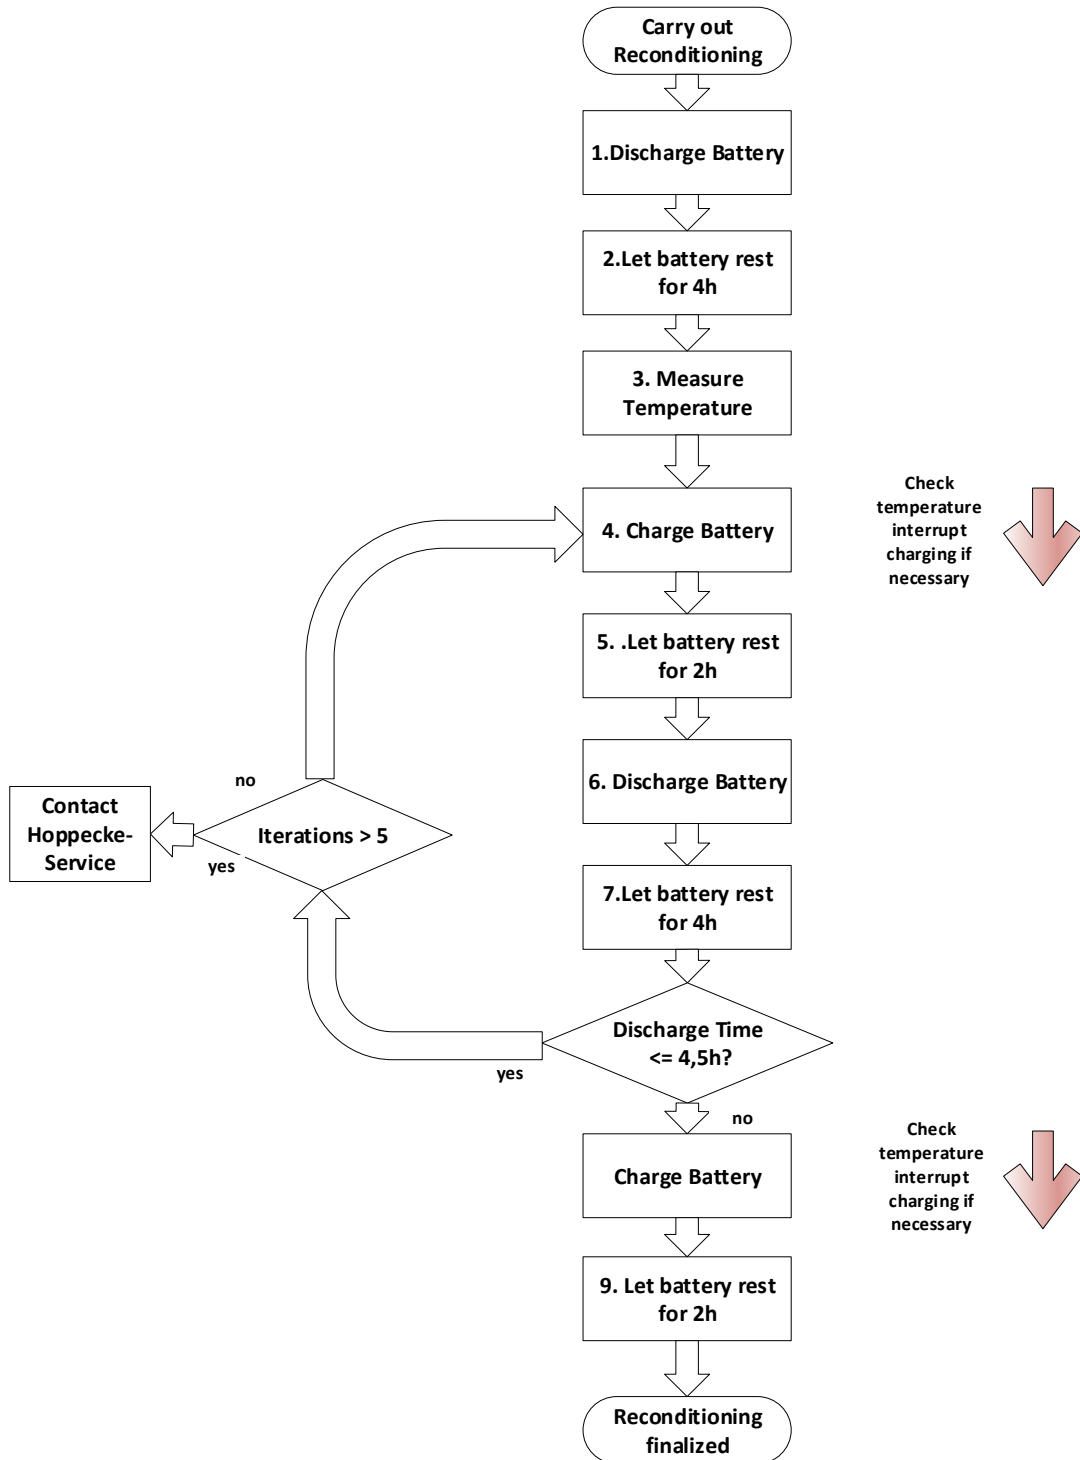 Carry out
Reconditioning
1.Discharge Battery
2.Let battery rest
for 4h
3. Measure
Temperature
4. Charge Battery
Check
temperature
interrupt
charging if
necessary
5. .Let battery rest
for 2h
6. Discharge Battery
no
Contact
Hoppecke-
Service
Iterations > 5
yes
7.Let battery rest
for 4h
Discharge Time
<= 4,5h?
yes
no
Charge Battery
Check
temperature
interrupt
charging if
necessary
9. Let battery rest
for 2h
Reconditioning
finalized